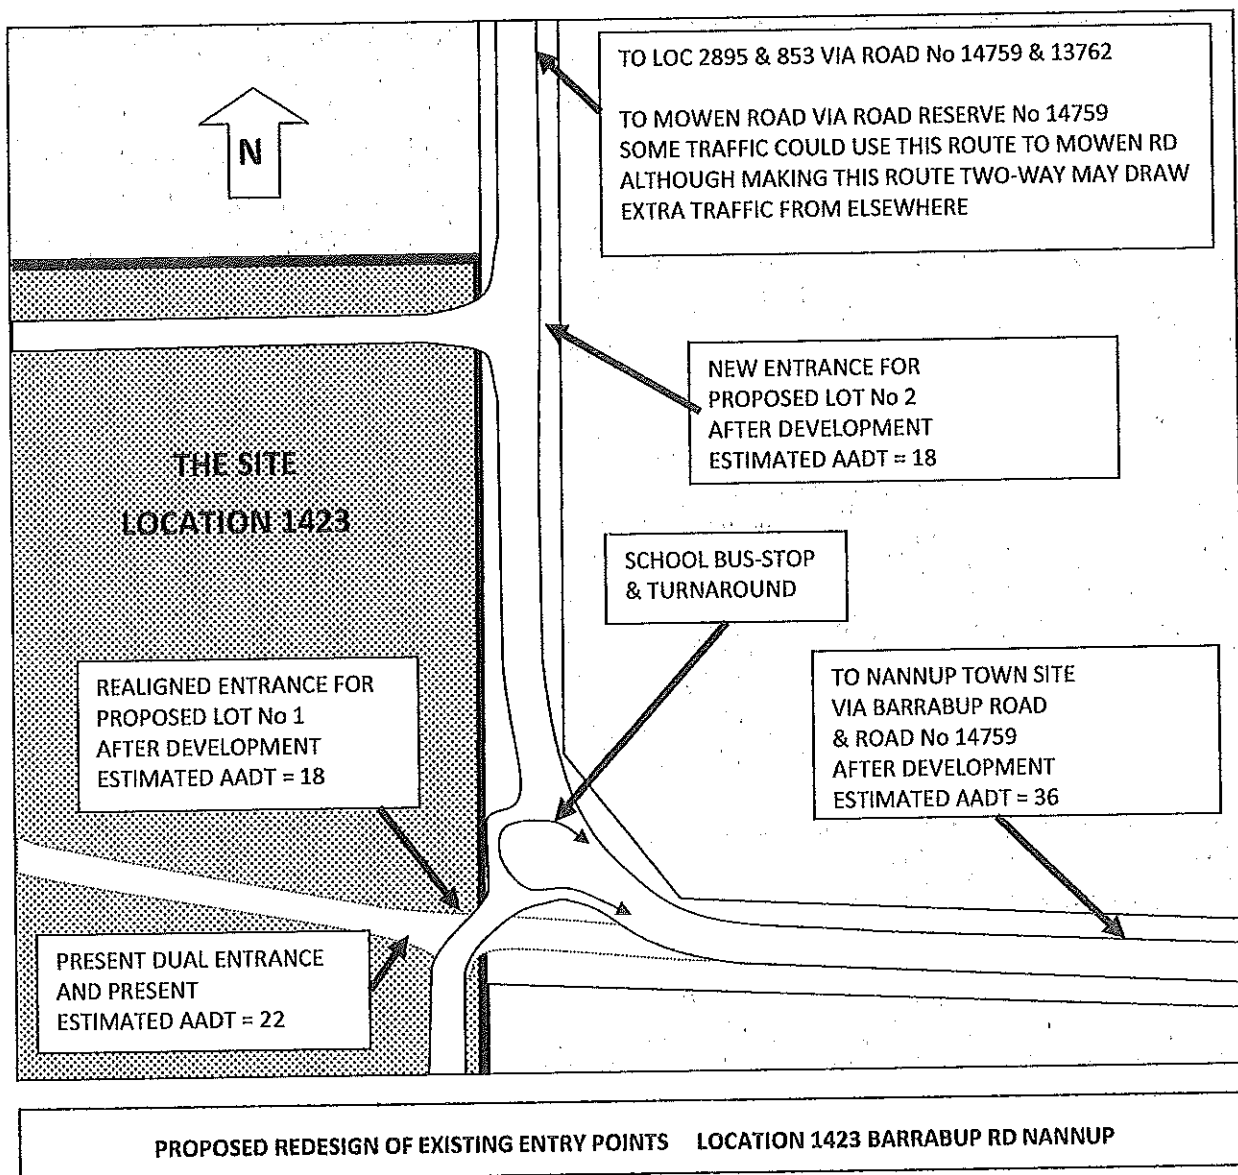 TO LOC 2895 & 853 VIA ROAD No 14759 & 13762
TO MOWEN ROAD VIA ROAD RESERVE No 14759
SOME TRAFFIC COULD USE THIS ROUTE TO MOWEN RD
ALTHOUGH MAKING THIS ROUTE TWO-WAY MAY DRAW
EXTRA TRAFFIC FROM ELSEWHERE
N
NEW ENTRANCE FOR
PROPOSED LOT No 2
AFTER DEVELOPMENT
ESTIMATED AADT = 18
THE SITE
LOCATION 1423
SCHOOL BUS-STOP
& TURNAROUND
REALIGNED ENTRANCE FOR
PROPOSED LOT No 1
AFTER DEVELOPMENT
ESTIMATED AADT = 18
TO NANNUP TOWN SITE
VIA BARRABUP ROAD
& ROAD No 14759
AFTER DEVELOPMENT
ESTIMATED AADT = 36
PRESENT DUAL ENTRANCE
AND PRESENT
ESTIMATED AADT = 22
PROPOSED REDESIGN OF EXISTING ENTRY POINTS LOCATION 1423 BARRABUP RD NANNUP